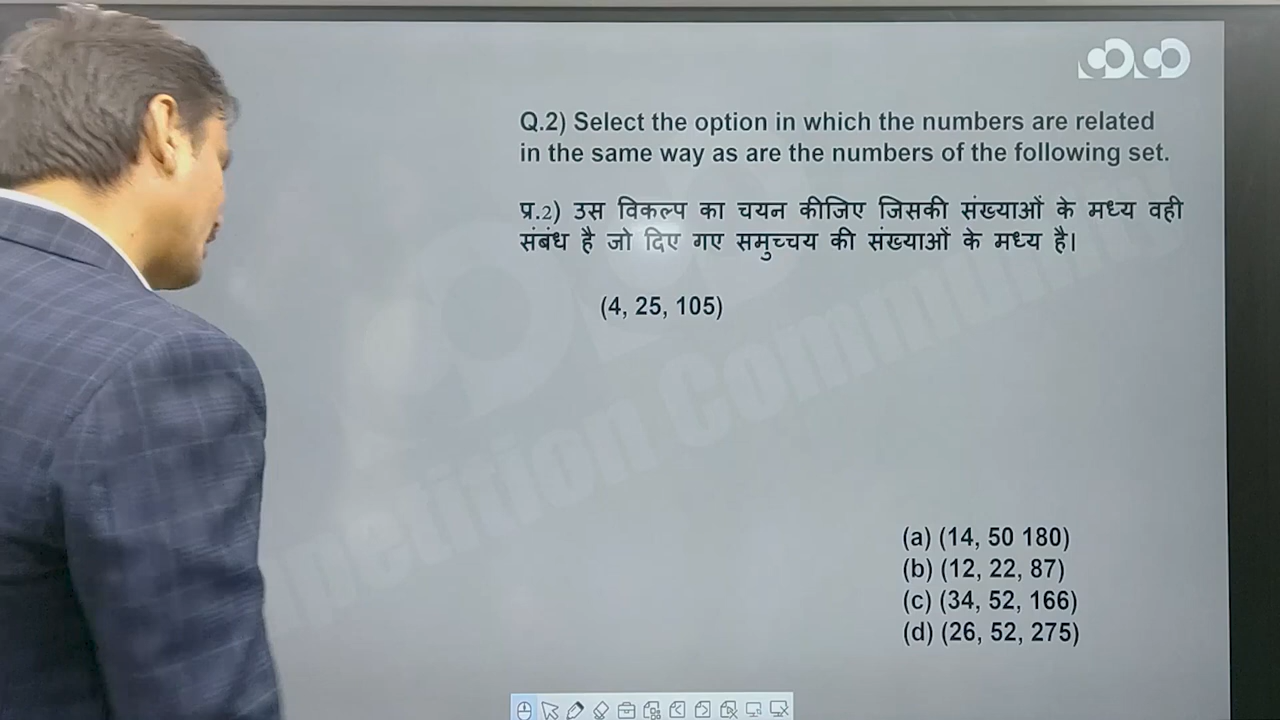 Q.2) Select the option in which the numbers are related
in the same way as are the numbers of the following set.
प्र.2) उस विकल्प का चयन कीजिए जिसकी संख्याओं के मध्य वही
संबंध है जो दिए गए समुच्चय की संख्याओं के मध्य है।
(4, 25, 105)
(a) (14, 50 180)
(b) (12, 22, 87)
(c) (34, 52, 166)
(d) (26, 52, 275)